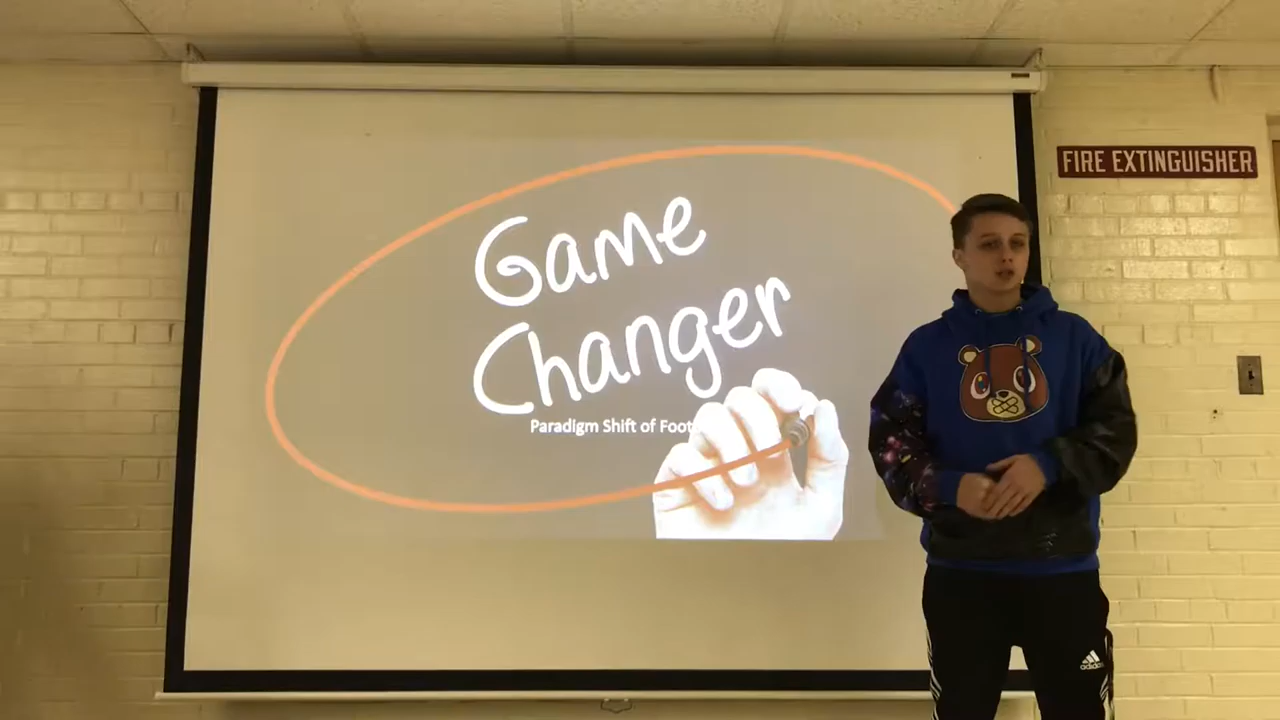 Game
Changer
Paradigm Shift of
FIRE EXTINGUISHER
adidas